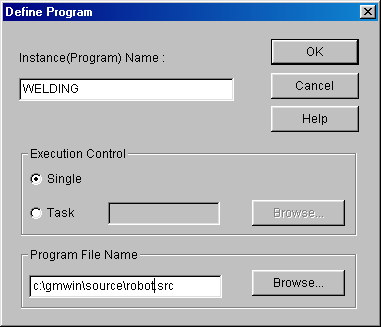 Define Program
Instance(Program) Name :
WELDING
OK
Cancel
Help
Execution Control
Single
Task
Browse...
Program File Name
c:\gmwin\source\robot.src
Browse...